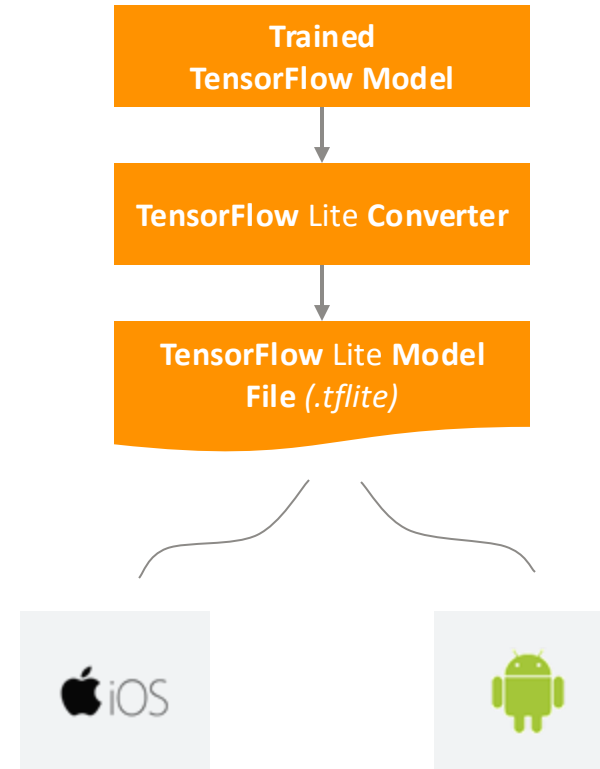 Trained
TensorFlow Model
TensorFlow Lite Converter
TensorFlow Lite Model
File (.tflite)
iOS